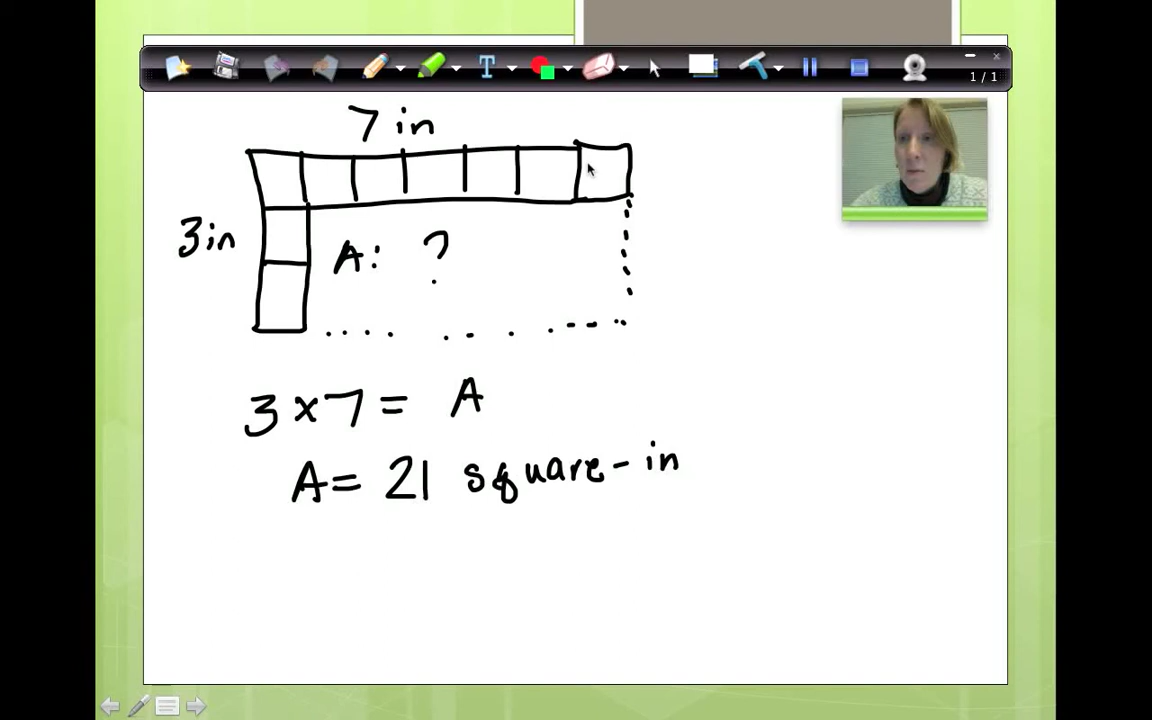 1 / 1
7 in
3in
A: ?
3 x 7 = A
A = 21 square-in